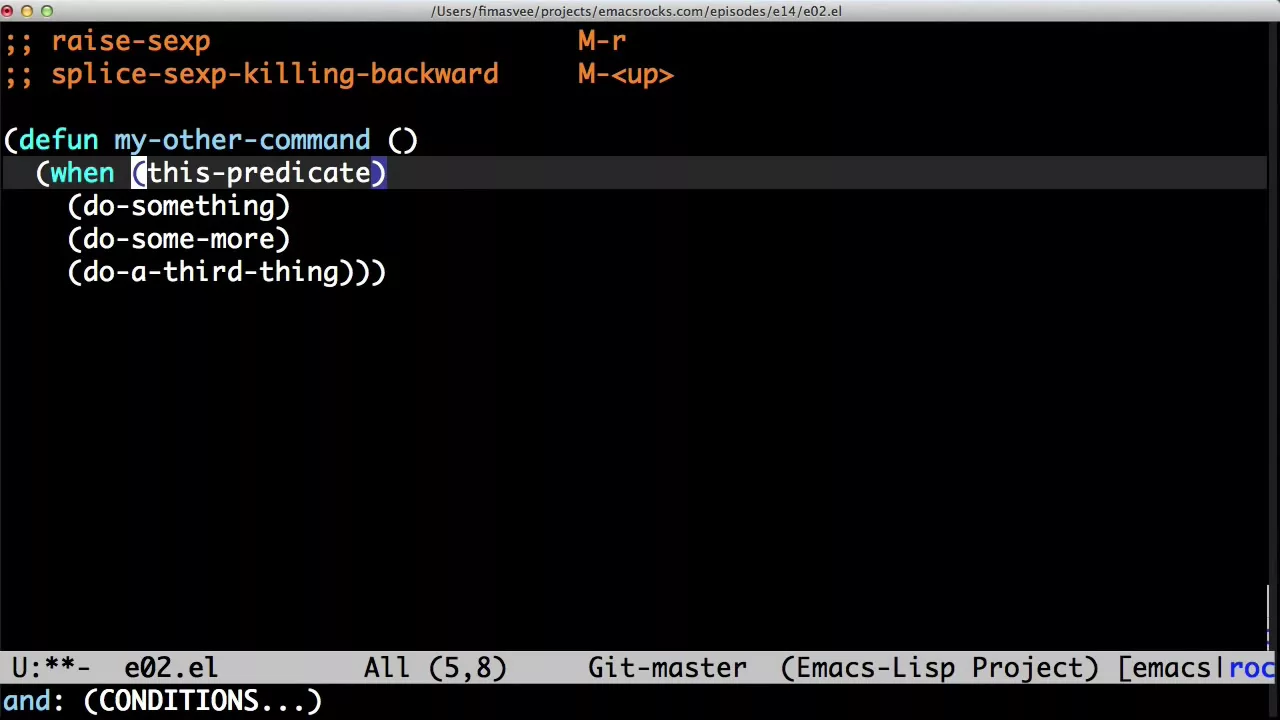 /Users/fimasvee/projects/emacsrocks.com/episodes/e14/e02.el
;; raise-sexp M-r
;; splice-sexp-killing-backward M-<up>
(defun my-other-command ()
(when (this-predicate)
(do-something)
(do-some-more)
(do-a-third-thing)))
U:**- e02.el All (5,8) Git-master (Emacs-Lisp Project) [emacs|roc
and: (CONDITIONS...)